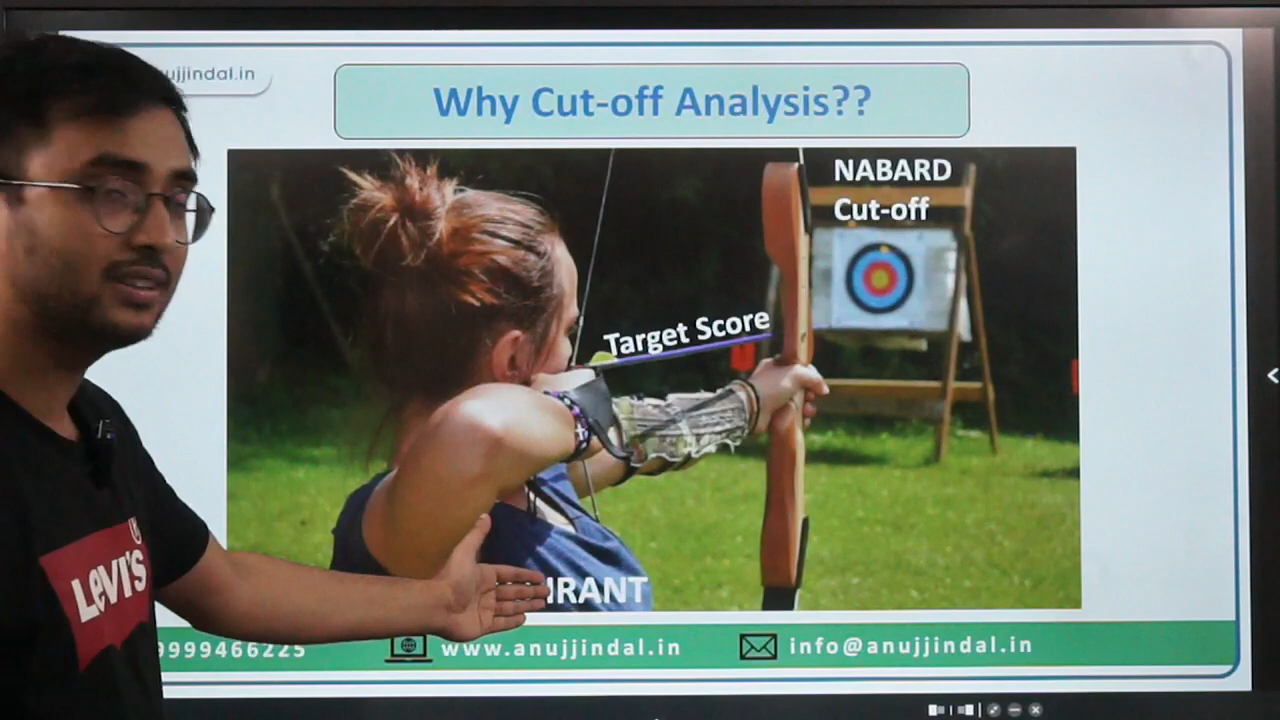 ujjindal.in
Why Cut-off Analysis??
NABARD
Cut-off
Target Score
IRANT
LEVI'S
9999466225
www.anujjindal.in
info@anujjindal.in